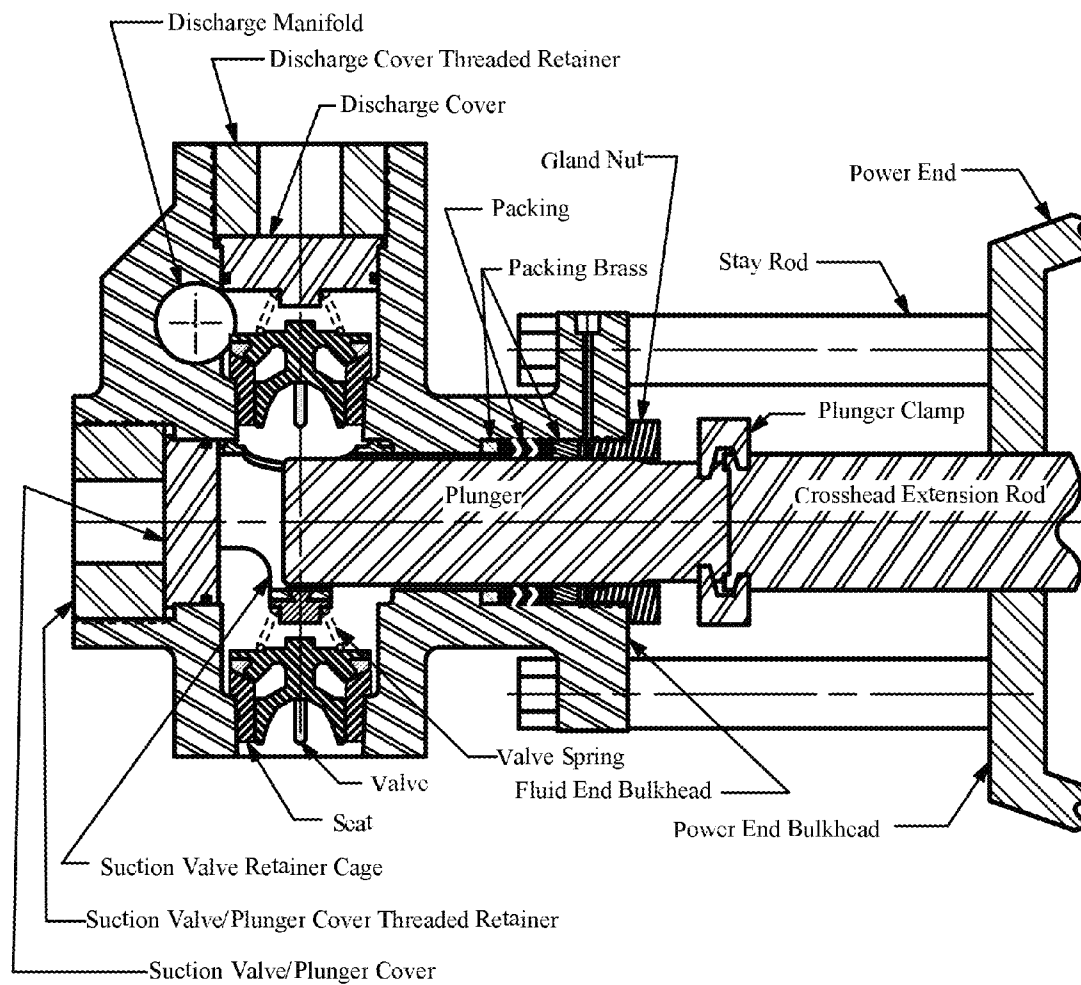 Discharge Manifold
Discharge Cover Threaded Retainer
Discharge Cover
Gland Nut
Power End
Packing
Packing Brass
Stay Rod
Plunger Clamp
Plunger
Crosshead Extension Rod
Valve Spring
Valve
Fluid End Bulkhead
Seat
Power End Bulkhead
Suction Valve Retainer Cage
Suction Valve/Plunger Cover Threaded Retainer
Suction Valve/Plunger Cover